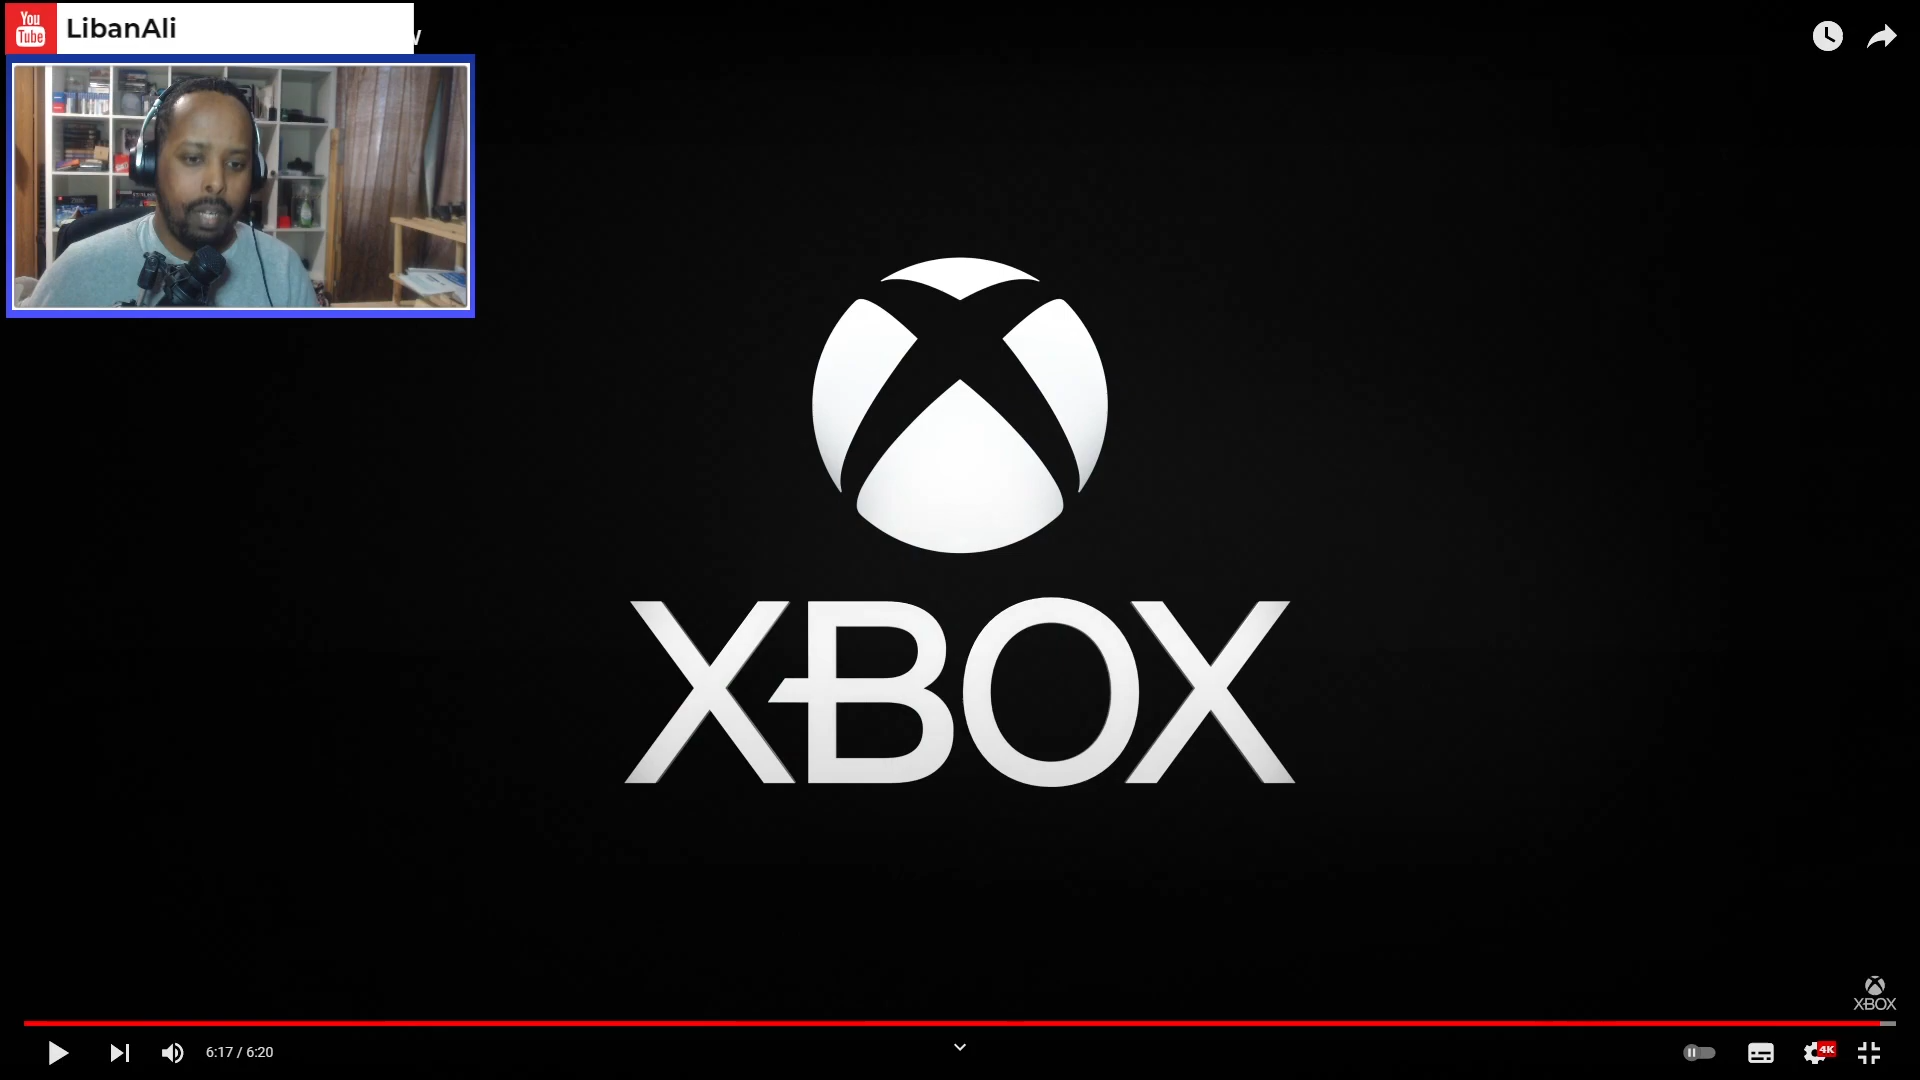 You
Tube
LibanAli
XBOX
XBOX
6:17 / 6:20
4K